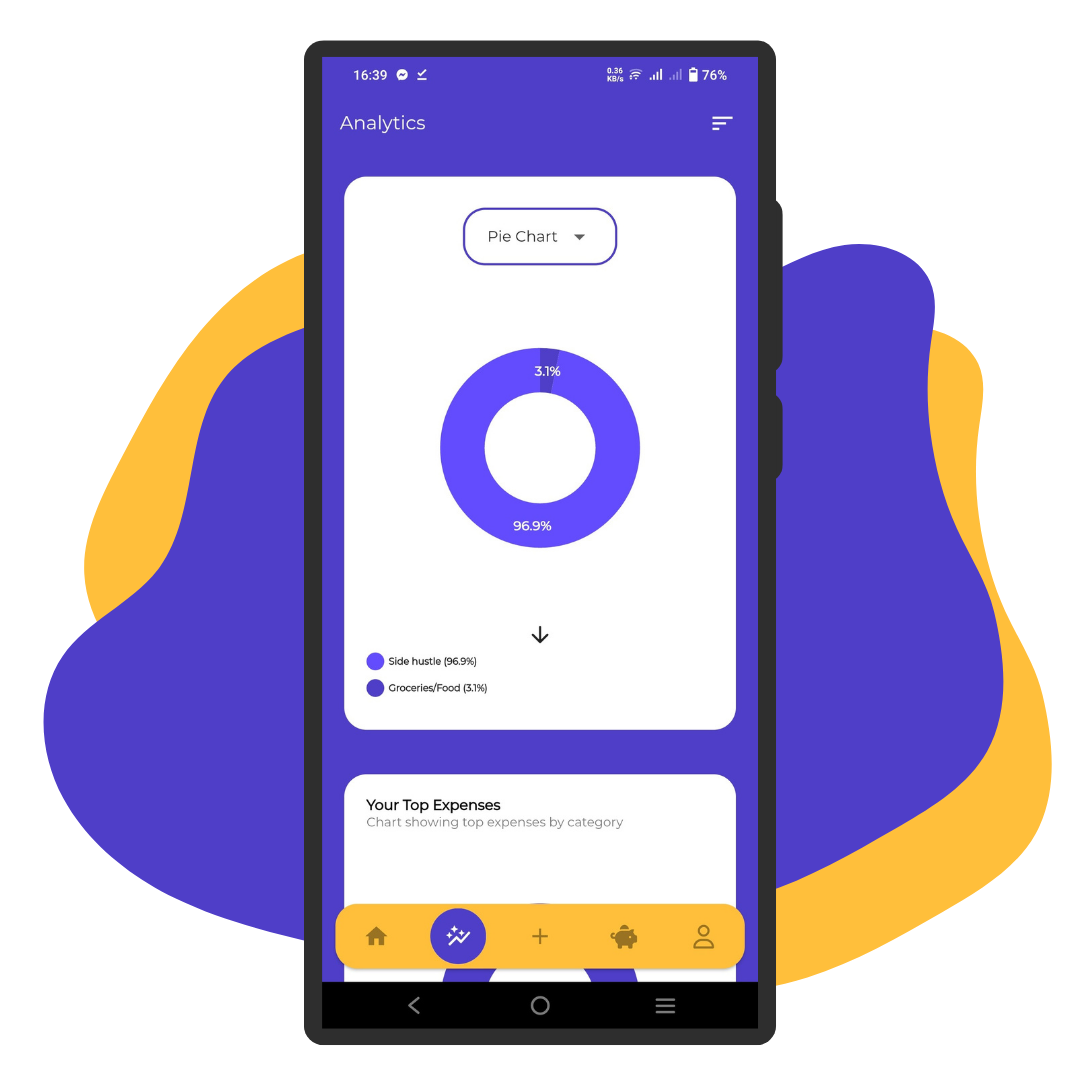 16:39
0.36
KB/s
76%
Analytics
Pie Chart
3.1%
96.9%
Side hustle (96.9%)
Groceries/Food (3.1%)
Your Top Expenses
Chart showing top expenses by category